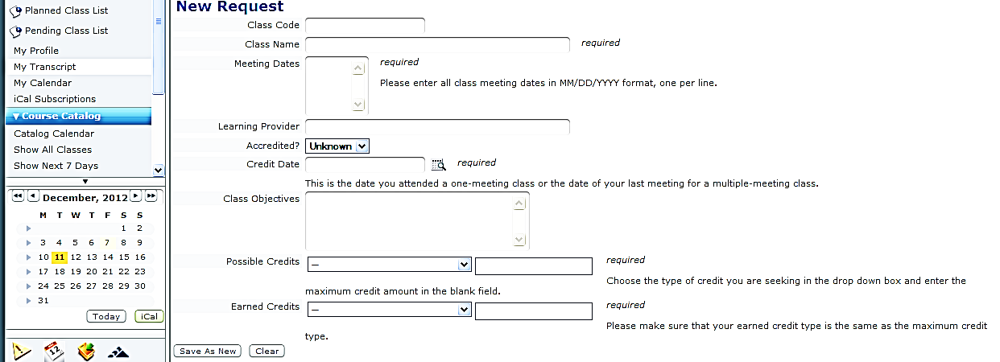 Planned Class List
Pending Class List
My Profile
My Transcript
My Calendar
iCal Subscriptions
▼ Course Catalog
Catalog Calendar
Show All Classes
Show Next 7 Days
December, 2012
M T W T F S S
1 2
3 4 5 6 7 8 9
10 11 12 13 14 15 16
17 18 19 20 21 22 23
24 25 26 27 28 29 30
31
Today iCal
12
New Request
Class Code
Class Name required
Meeting Dates required
Please enter all class meeting dates in MM/DD/YYYY format, one per line.
Learning Provider
Accredited? Unknown
Credit Date required
This is the date you attended a one-meeting class or the date of your last meeting for a multiple-meeting class.
Class Objectives
Possible Credits — required
Choose the type of credit you are seeking in the drop down box and enter the
maximum credit amount in the blank field.
Earned Credits — required
Please make sure that your earned credit type is the same as the maximum credit
type.
Save As New Clear